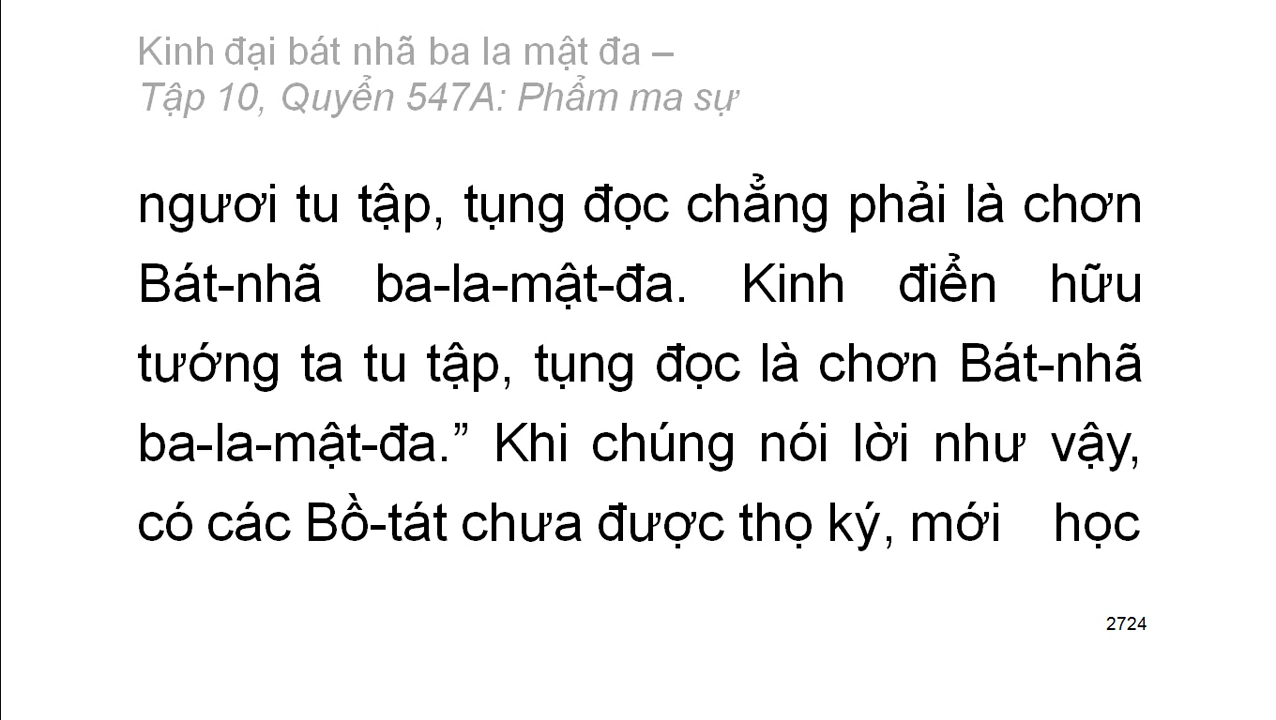 Kinh đại bát nhã ba la mật đa –
Tập 10, Quyển 547A: Phẩm ma sự
ngươi tu tập, tụng đọc chẳng phải là chơn
Bát-nhã ba-la-mật-đa. Kinh điển hữu
tướng ta tu tập, tụng đọc là chơn Bát-nhã
ba-la-mật-đa.” Khi chúng nói lời như vậy,
có các Bồ-tát chưa được thọ ký, mới học
2724